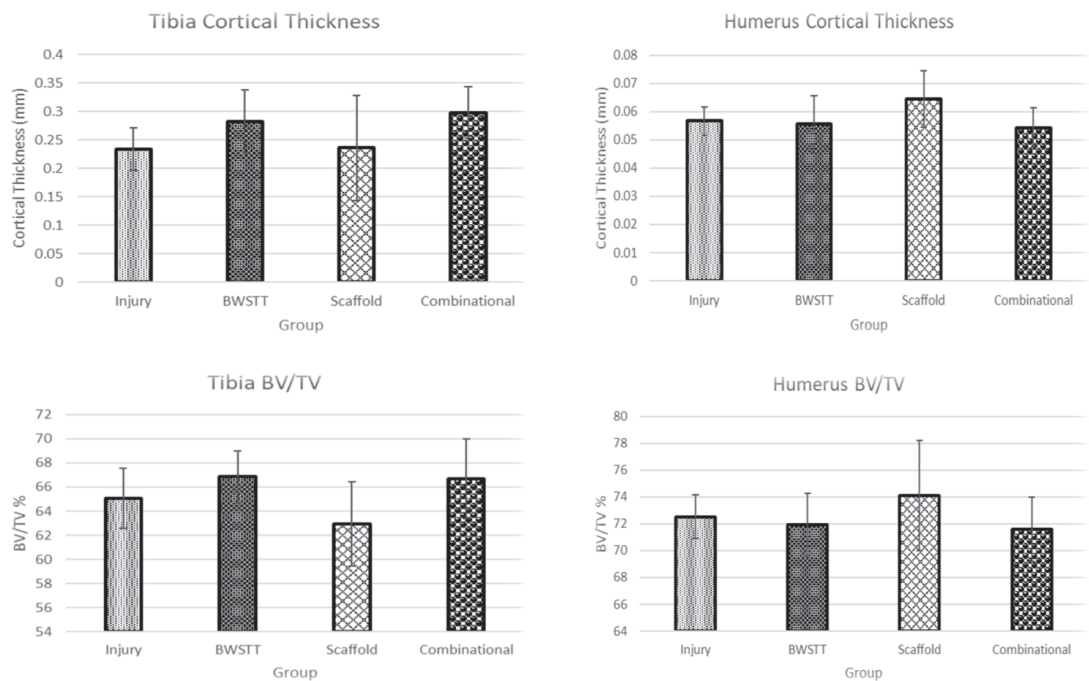 Tibia Cortical Thickness
Cortical Thickness (mm)
0.4
0.35
0.3
0.25
0.2
0.15
0.1
0.05
0
Injury BWSTT Scaffold Combinational
Group
Humerus Cortical Thickness
Cortical Thickness (mm)
0.08
0.07
0.06
0.05
0.04
0.03
0.02
0.01
0
Injury BWSTT Scaffold Combinational
Group
Tibia BV/TV
BV/TV %
72
70
68
66
64
62
60
58
56
54
Injury BWSTT Scaffold Combinational
Group
Humerus BV/TV
BV/TV %
80
78
76
74
72
70
68
66
64
Injury BWSTT Scaffold Combinational
Group